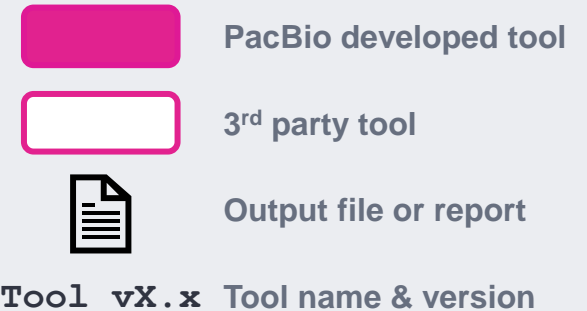 PacBio developed tool
3rd party tool
Output file or report
Tool vX.x Tool name & version